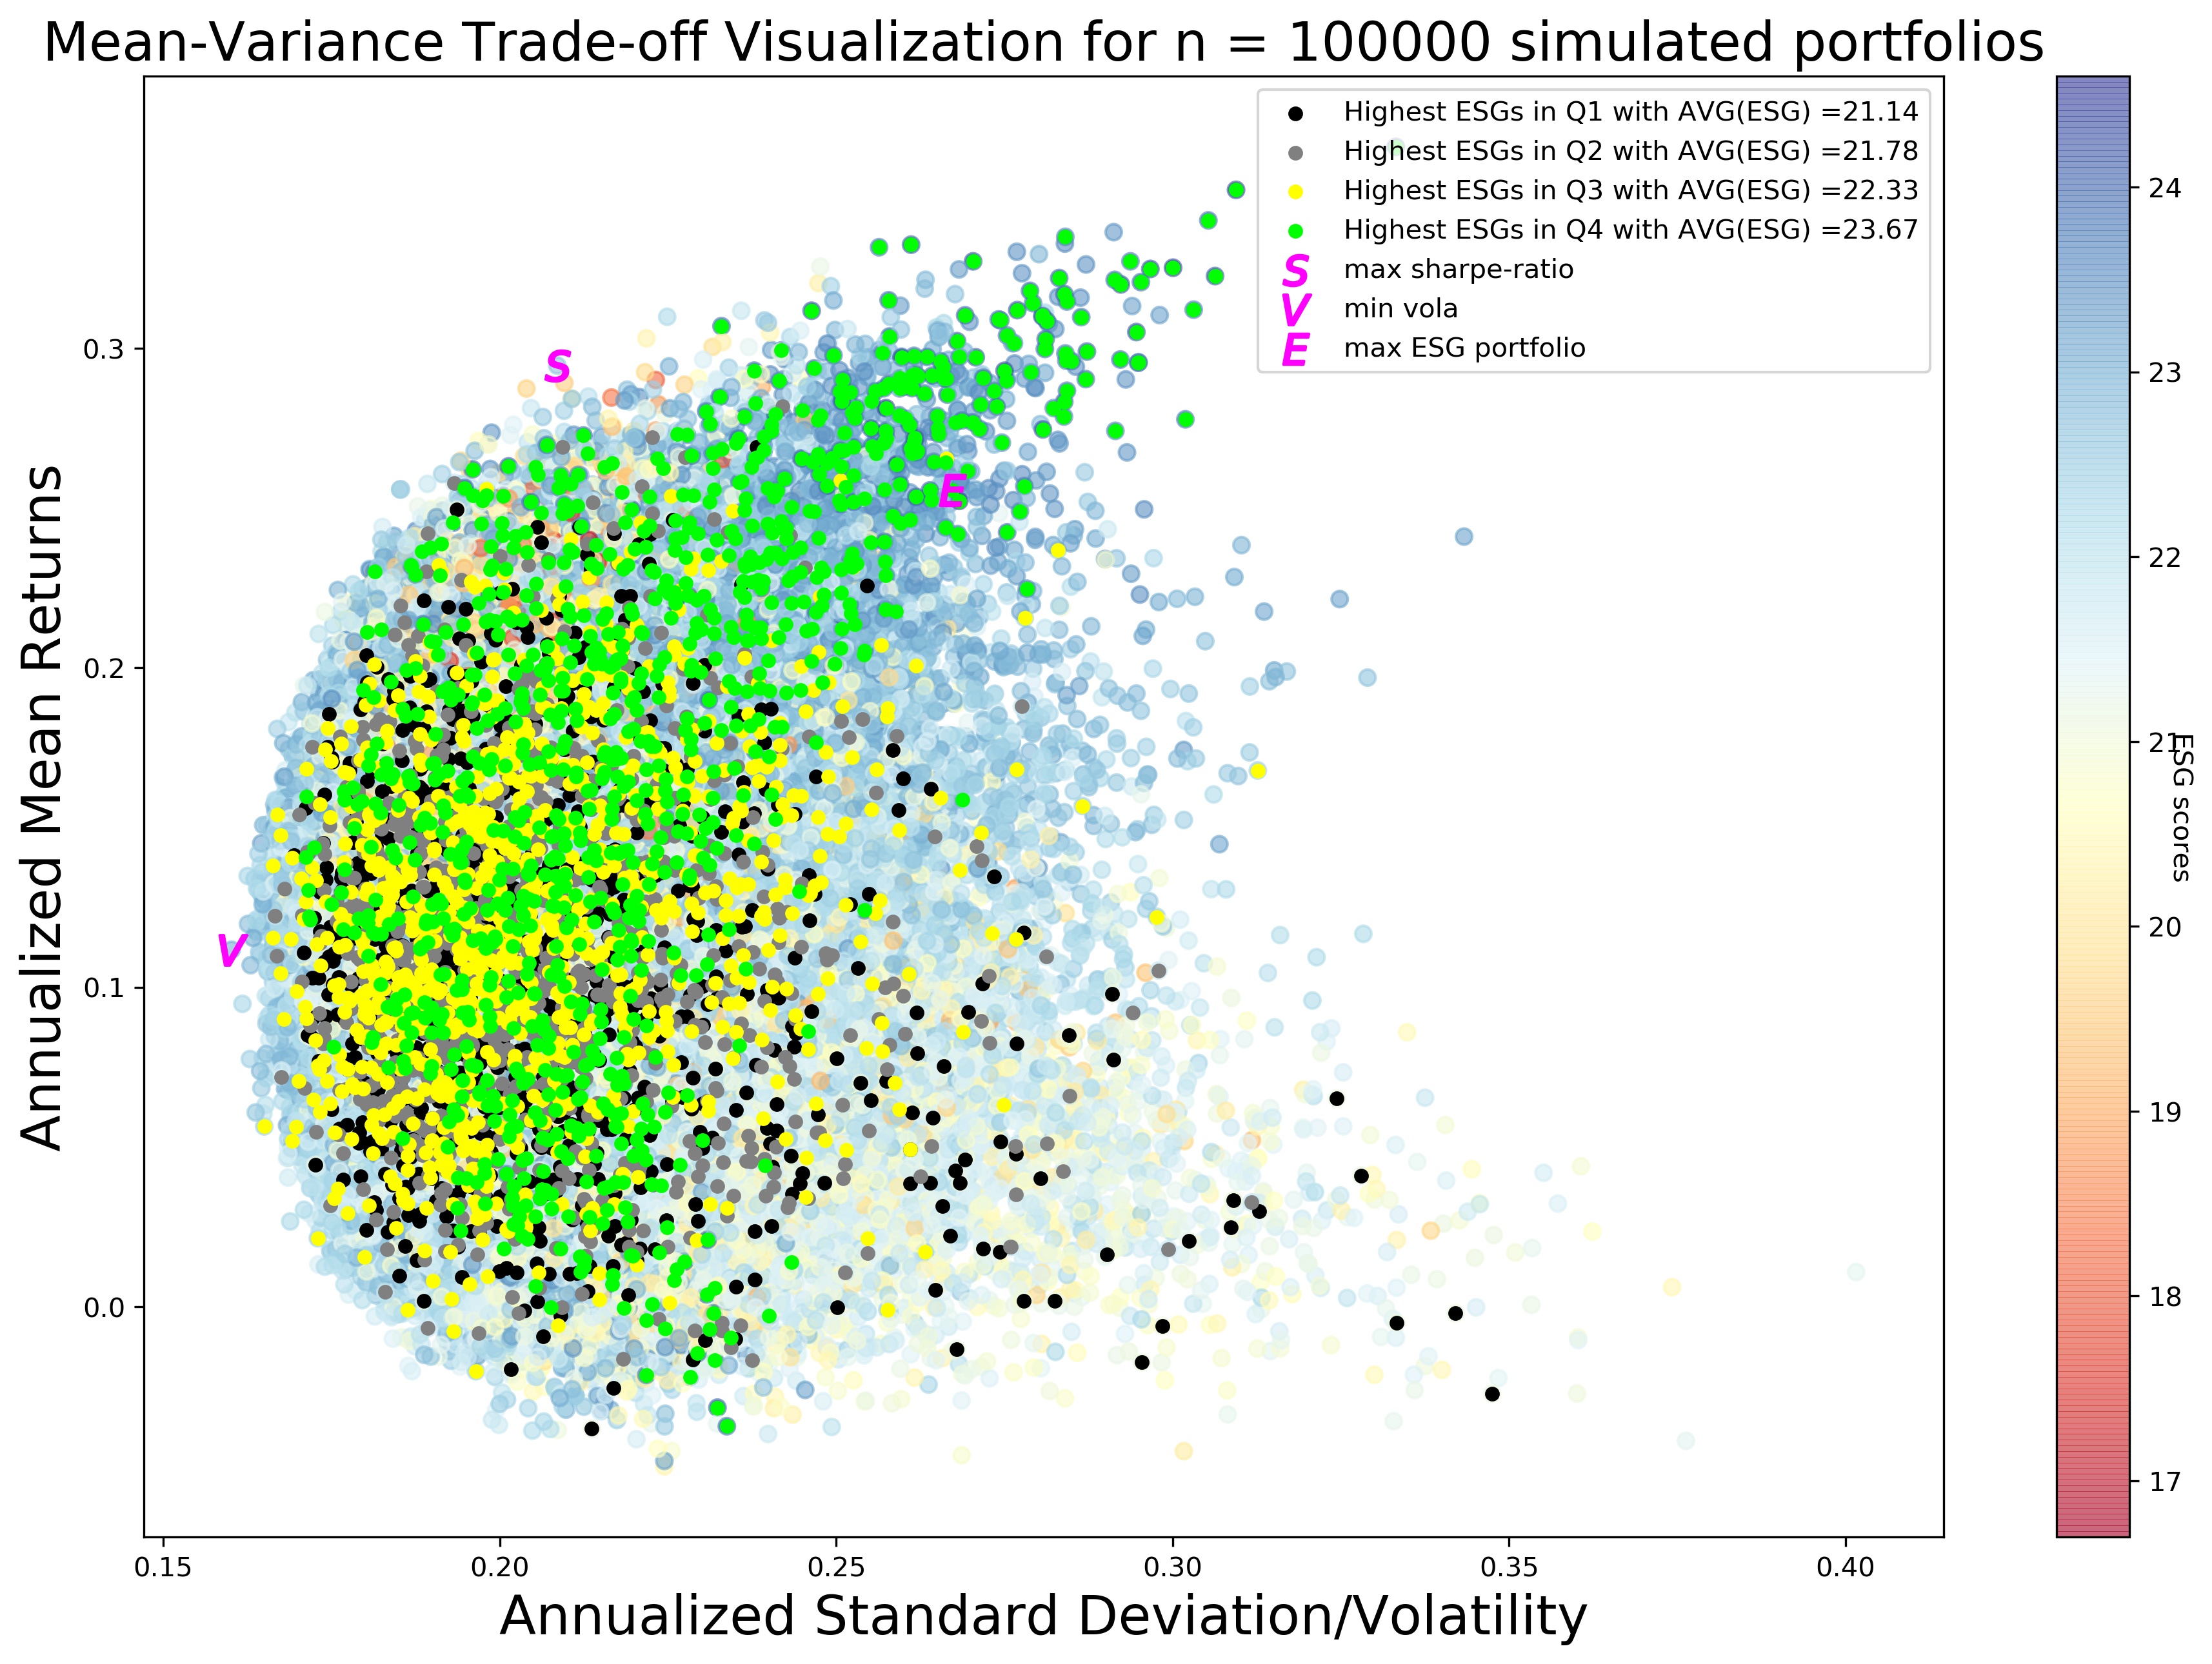 Mean-Variance Trade-off Visualization for n = 100000 simulated portfolios
Highest ESGs in Q1 with AVG(ESG) =21.14
Highest ESGs in Q2 with AVG(ESG) =21.78
Highest ESGs in Q3 with AVG(ESG) =22.33
Highest ESGs in Q4 with AVG(ESG) =23.67
S max sharpe-ratio
V min vola
E max ESG portfolio
S
E
V
Annualized Mean Returns
0.3
0.2
0.1
0.0
0.15 0.20 0.25 0.30 0.35 0.40
Annualized Standard Deviation/Volatility
24
23
22
21
20
19
18
17
ESG scores